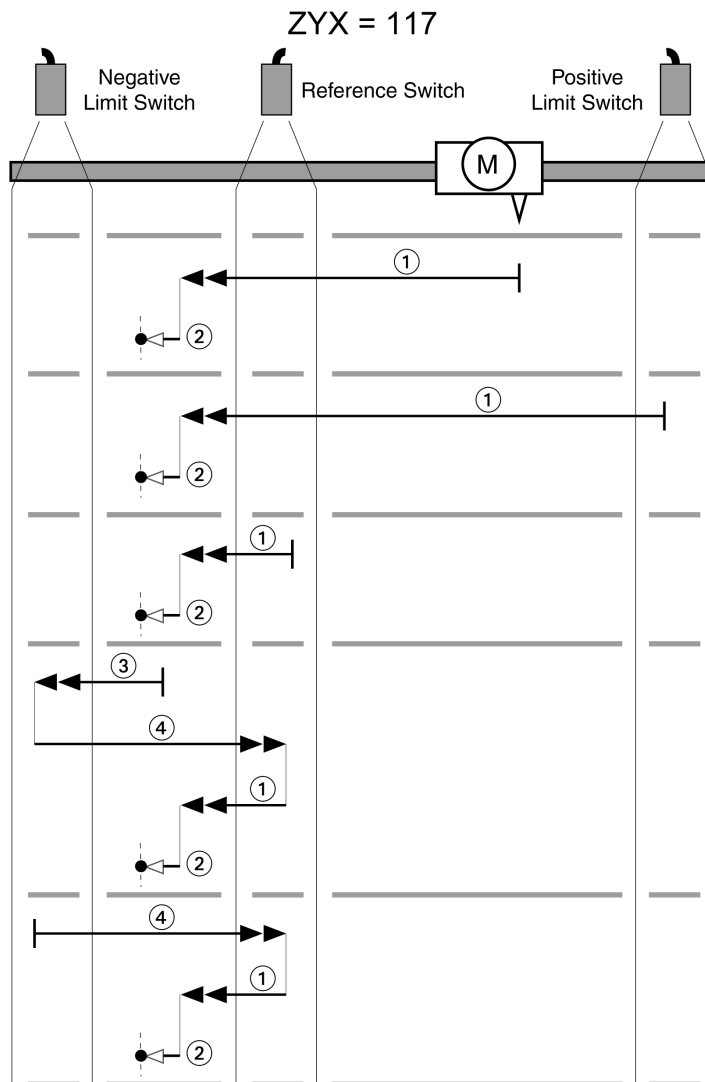 ZYX = 117
Negative
Limit Switch
Reference Switch
Positive
Limit Switch
M
1
2
1
2
1
2
3
4
1
2
4
1
2